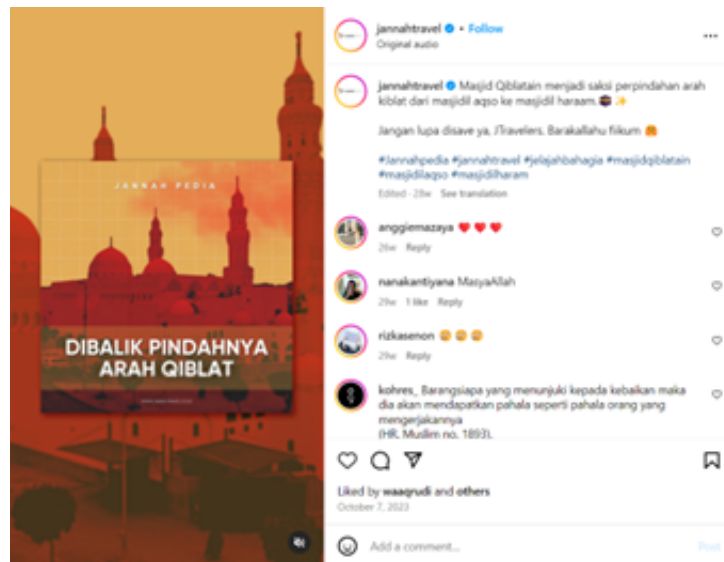 JANNAH PEDIA
DIBALIK PINDAHNYA
ARAH QIBLAT
jannahtravel • Follow
Original audio
jannahtravel Masjid Qiblatain menjadi saksi perpindahan arah
kiblat dari masjidil aqso ke masjidil haraam. 🕋 ✨
Jangan lupa disave ya, JTravelers. Barakallahu fiikum 🤗
#Jannahpedia #jannahtravel #jelajahbahagia #masjidqiblatain
#masjidilaqso #masjidilharam
Edited · 28w See translation
anggiemazaya ❤️ ❤️ ❤️
26w Reply
nanakantiyana MasyaAllah
29w 1 like Reply
rizkasenon
29w Reply
kohres_ Barangsiapa yang menunjuki kepada kebaikan maka
dia akan mendapatkan pahala seperti pahala orang yang
mengerjakannya
(HR. Muslim no. 1893).
Liked by waaqrudi and others
October 7, 2023
Add a comment...
Post